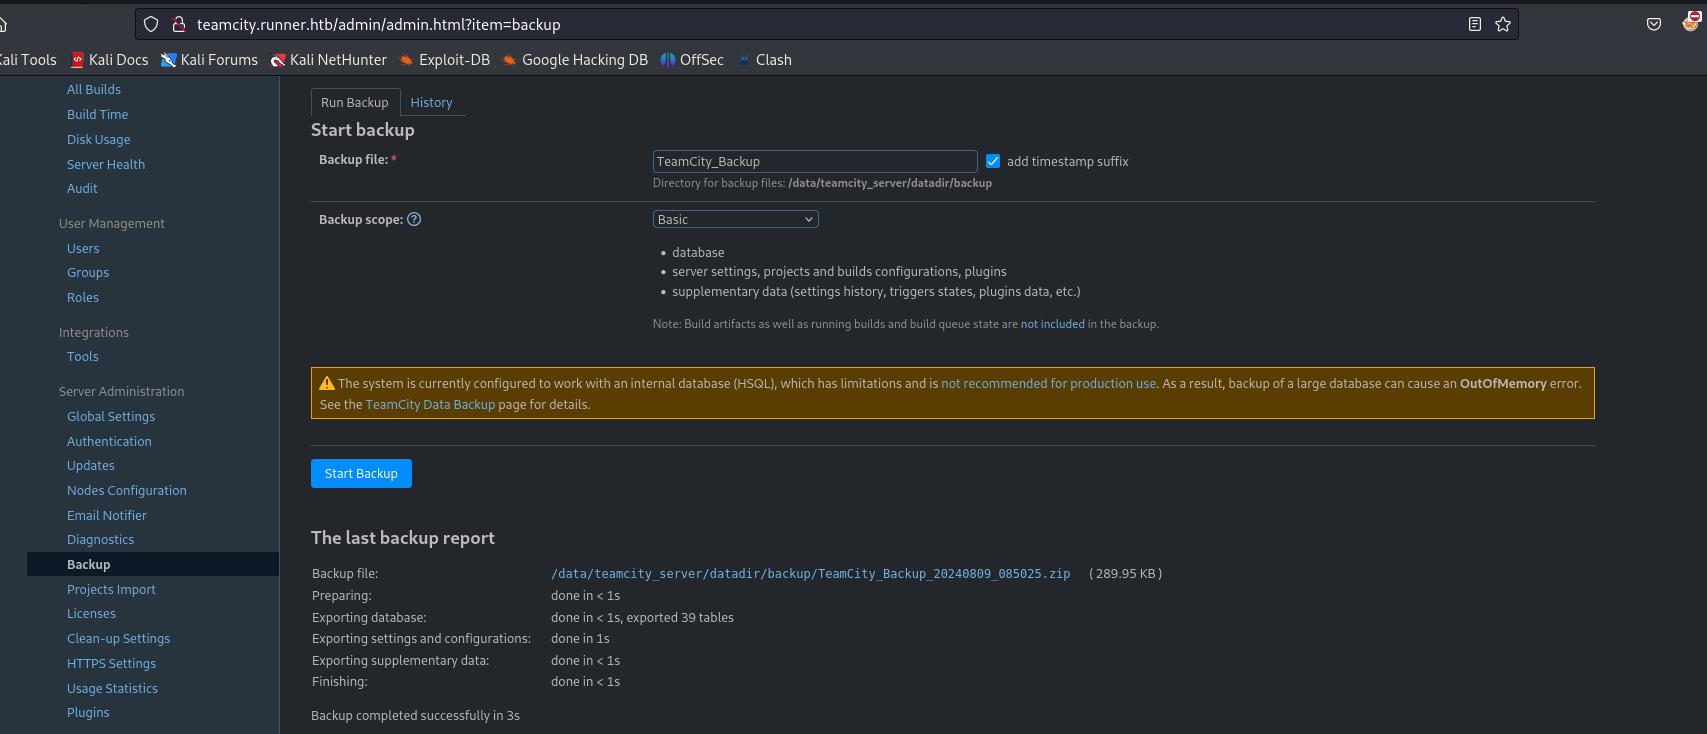 teamcity.runner.htb/admin/admin.html?item=backup
Kali Docs Kali Forums Kali NetHunter Exploit-DB Google Hacking DB OffSec Clash
All Builds
Build Time
Disk Usage
Server Health
Audit
User Management
Users
Groups
Roles
Integrations
Tools
Server Administration
Global Settings
Authentication
Updates
Nodes Configuration
Email Notifier
Diagnostics
Backup
Projects Import
Licenses
Clean-up Settings
HTTPS Settings
Usage Statistics
Plugins
Run Backup History
Start backup
Backup file: * TeamCity_Backup add timestamp suffix
Directory for backup files: /data/teamcity_server/datadir/backup
Backup scope: ? Basic
• database
• server settings, projects and builds configurations, plugins
• supplementary data (settings history, triggers states, plugins data, etc.)
Note: Build artifacts as well as running builds and build queue state are not included in the backup.
The system is currently configured to work with an internal database (HSQL), which has limitations and is not recommended for production use. As a result, backup of a large database can cause an OutOfMemory error.
See the TeamCity Data Backup page for details.
Start Backup
The last backup report
Backup file: /data/teamcity_server/datadir/backup/TeamCity_Backup_20240809_085025.zip (289.95 KB)
Preparing: done in < 1s
Exporting database: done in < 1s, exported 39 tables
Exporting settings and configurations: done in 1s
Exporting supplementary data: done in < 1s
Finishing: done in < 1s
Backup completed successfully in 3s